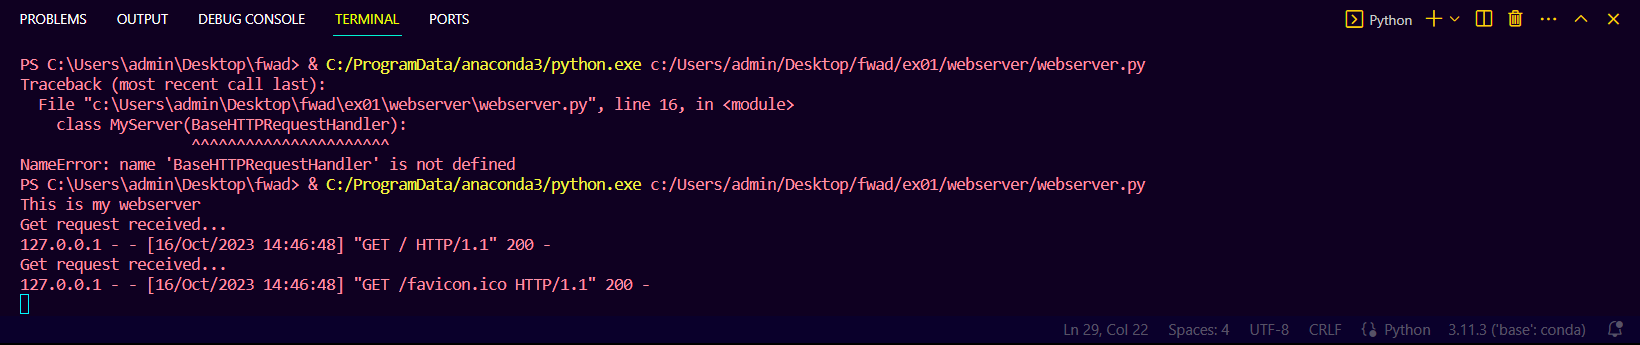 PROBLEMS OUTPUT DEBUG CONSOLE TERMINAL PORTS Python
PS C:\Users\admin\Desktop\fwad> & C:/ProgramData/anaconda3/python.exe c:/Users/admin/Desktop/fwad/ex01/webserver/webserver.py
Traceback (most recent call last):
  File "c:\Users\admin\Desktop\fwad\ex01\webserver\webserver.py", line 16, in <module>
    class MyServer(BaseHTTPRequestHandler):
                   ^^^^^^^^^^^^^^^^^^^^^^
NameError: name 'BaseHTTPRequestHandler' is not defined
PS C:\Users\admin\Desktop\fwad> & C:/ProgramData/anaconda3/python.exe c:/Users/admin/Desktop/fwad/ex01/webserver/webserver.py
This is my webserver
Get request received...
127.0.0.1 - - [16/Oct/2023 14:46:48] "GET / HTTP/1.1" 200 -
Get request received...
127.0.0.1 - - [16/Oct/2023 14:46:48] "GET /favicon.ico HTTP/1.1" 200 -
Ln 29, Col 22 Spaces: 4 UTF-8 CRLF Python 3.11.3 ('base': conda)